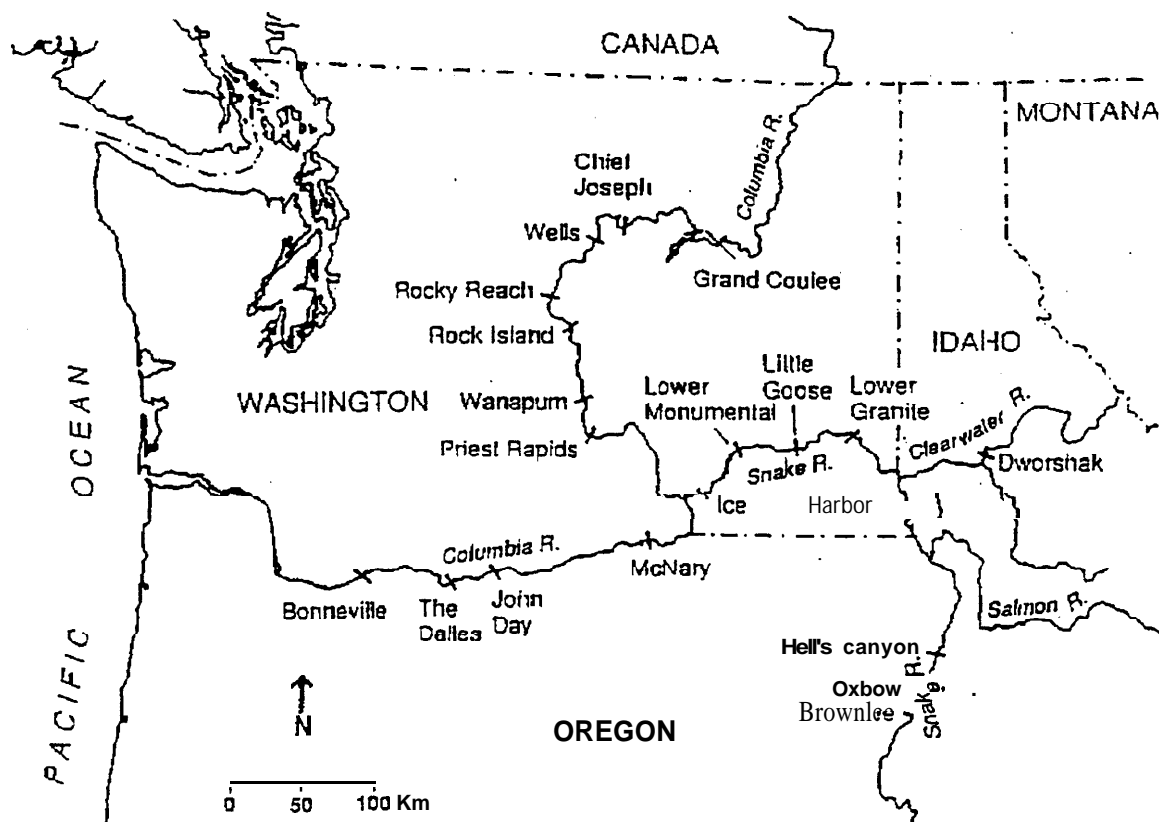 CANADA
MONTANA
Columbia R.
Chief
Joseph
Wells
Grand Coulee
Rocky Reach
Rock Island
IDAHO
WASHINGTON
Wanapum
Priest Rapids
Lower
Monumental
Little
Goose
Lower
Granite
Clearwater R.
Dworshak
Snake R.
Ice
Harbor
PACIFIC OCEAN
Columbia R.
McNary
Bonneville
The
Dalles
John
Day
Salmon R.
Hell's canyon
Oxbow
Brownlee
Snake R.
N
OREGON
0 50 100 Km